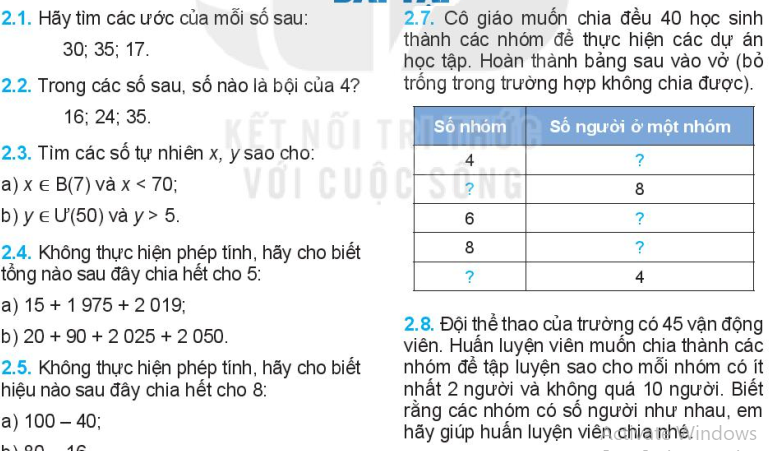 BÀI TẬP
2.1. Hãy tìm các ước của mỗi số sau:
30; 35; 17.
2.2. Trong các số sau, số nào là bội của 4?
16; 24; 35.
2.3. Tìm các số tự nhiên x, y sao cho:
a) x ∈ B(7) và x < 70;
b) y ∈ Ư(50) và y > 5.
2.4. Không thực hiện phép tính, hãy cho biết
tổng nào sau đây chia hết cho 5:
a) 15 + 1 975 + 2 019;
b) 20 + 90 + 2 025 + 2 050.
2.5. Không thực hiện phép tính, hãy cho biết
hiệu nào sau đây chia hết cho 8:
a) 100 – 40;
b) 80 – 16.
2.7. Cô giáo muốn chia đều 40 học sinh
thành các nhóm để thực hiện các dự án
học tập. Hoàn thành bảng sau vào vở (bỏ
trống trong trường hợp không chia được).
Số nhóm Số người ở một nhóm
4 ?
? 8
6 ?
8 ?
? 4
2.8. Đội thể thao của trường có 45 vận động
viên. Huấn luyện viên muốn chia thành các
nhóm để tập luyện sao cho mỗi nhóm có ít
nhất 2 người và không quá 10 người. Biết
rằng các nhóm có số người như nhau, em
hãy giúp huấn luyện viên chia nhé.
KẾT NỐI TRI THỨC
VỚI CUỘC SỐNG
Activate Windows